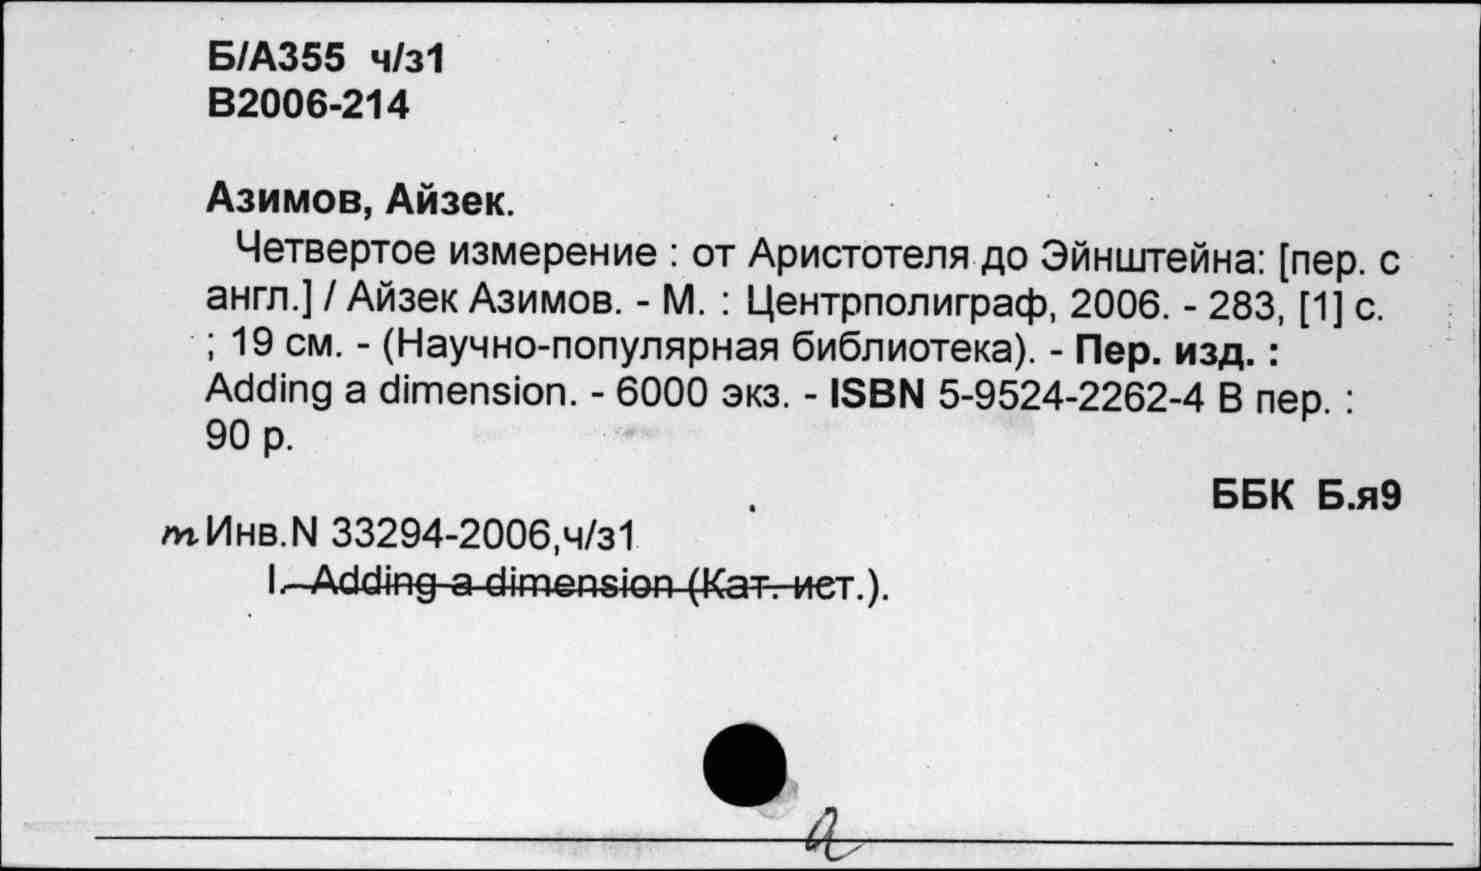 Б/А355 ч/з1
В2006-214
Азимов, Айзек.
Четвертое измерение : от Аристотеля до Эйнштейна: [пер. с
англ.] / Айзек Азимов. - М. : Центрполиграф, 2006. - 283, [1] с.
; 19 см. - (Научно-популярная библиотека). - Пер. изд. :
Adding a dimension. - 6000 экз. - ISBN 5-9524-2262-4 В пер. :
90 р.
ББК Б.я9
т Инв.N 33294-2006,ч/з1
I. Adding a dimension (Кат. ист.).